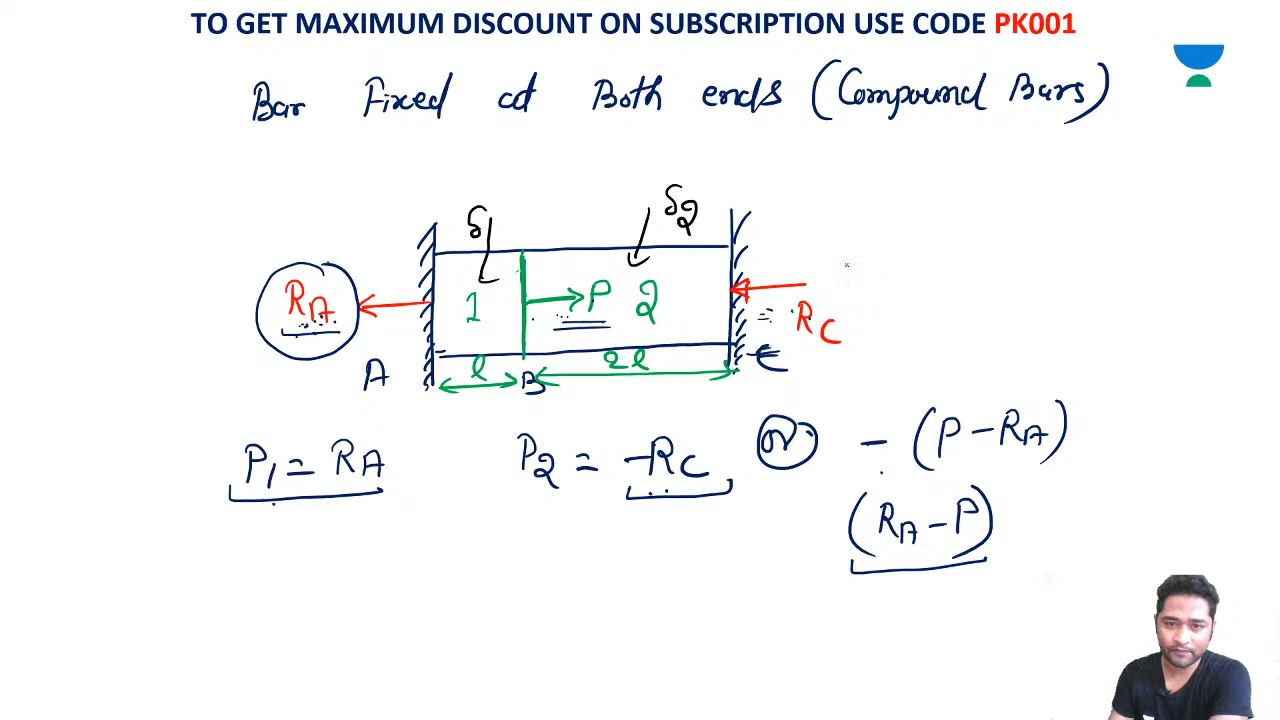 TO GET MAXIMUM DISCOUNT ON SUBSCRIPTION USE CODE PK001
Bar Fixed at Both ends (Compound Bars)
δ1 δ2
RA 1 P 2 RC
A l B 2l C
P1 = RA P2 = -RC or - (P - RA)
(RA - P)